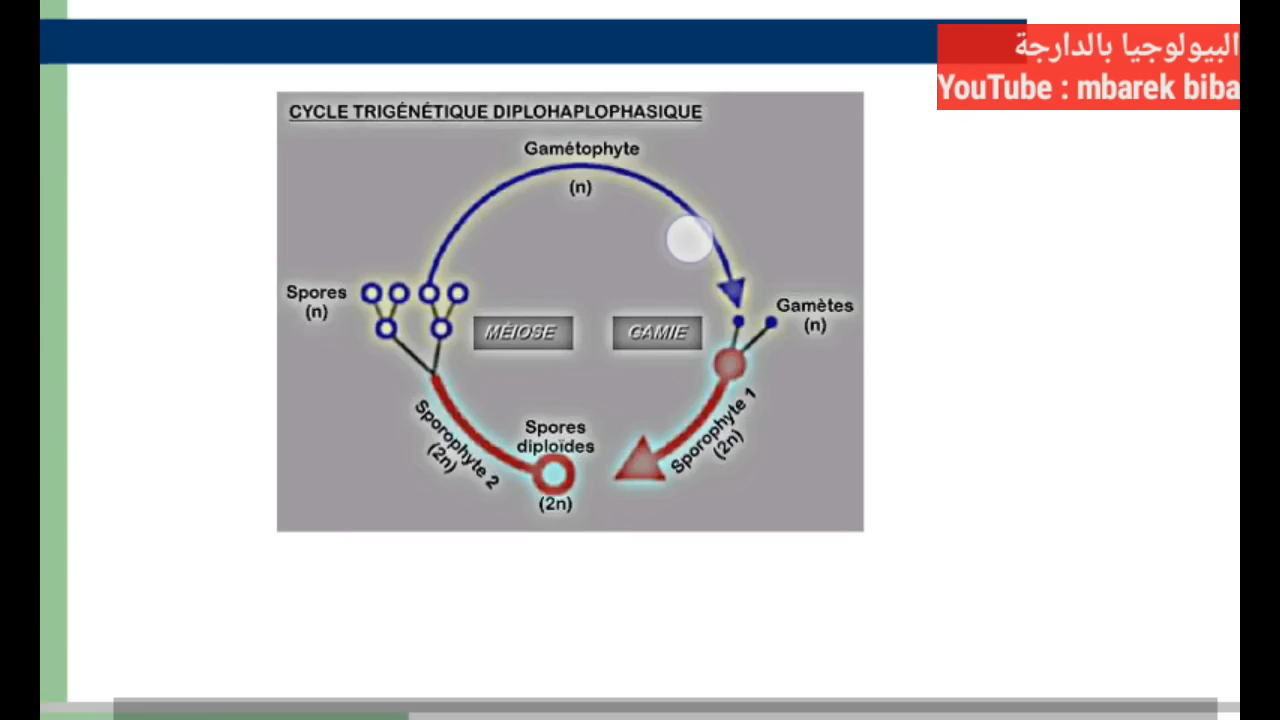 البيولوجيا بالدارجة
YouTube : mbarek biba
CYCLE TRIGÉNÉTIQUE DIPLOHAPLOPHASIQUE
Gamétophyte
(n)
Spores
(n)
Gamètes
(n)
MÉIOSE
GAMIE
Sporophyte 1
(2n)
Sporophyte 2
(2n)
Spores
diploïdes
(2n)